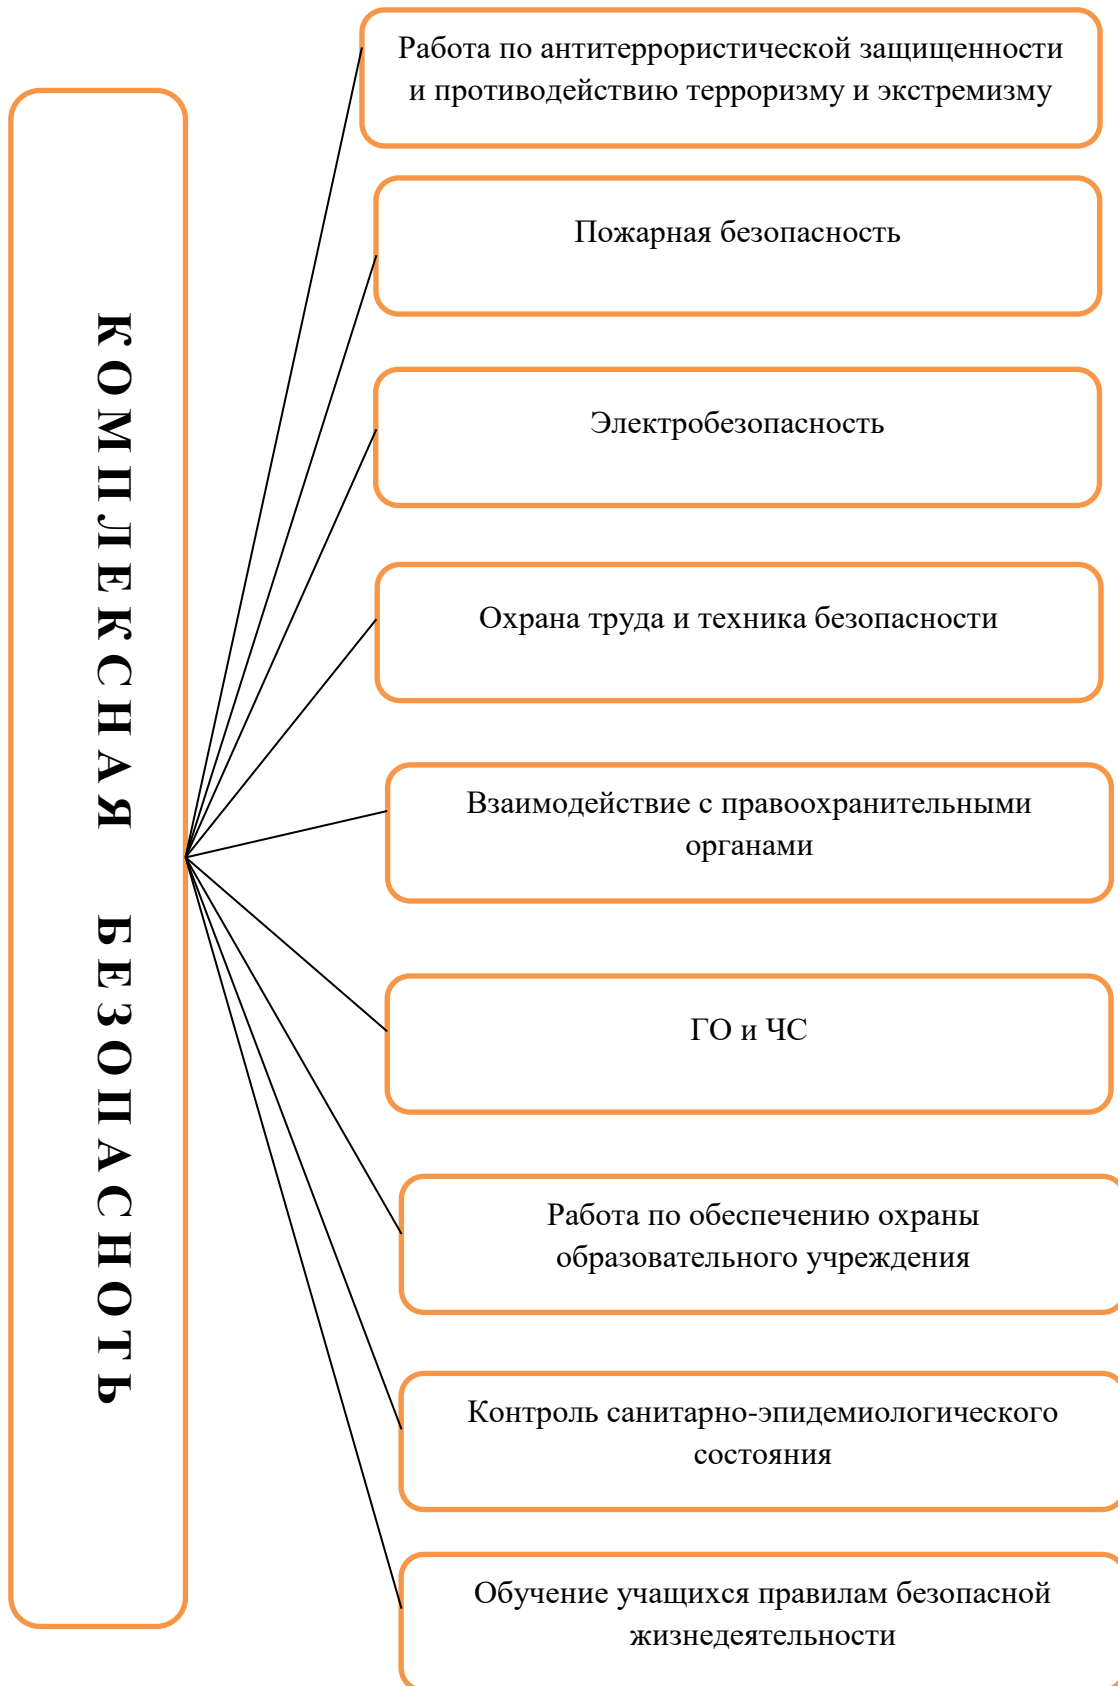 КОМПЛЕКСНАЯ БЕЗОПАСНОТЬ
Работа по антитеррористической защищенности
и противодействию терроризму и экстремизму
Пожарная безопасность
Электробезопасность
Охрана труда и техника безопасности
Взаимодействие с правоохранительными
органами
ГО и ЧС
Работа по обеспечению охраны
образовательного учреждения
Контроль санитарно-эпидемиологического
состояния
Обучение учащихся правилам безопасной
жизнедеятельности